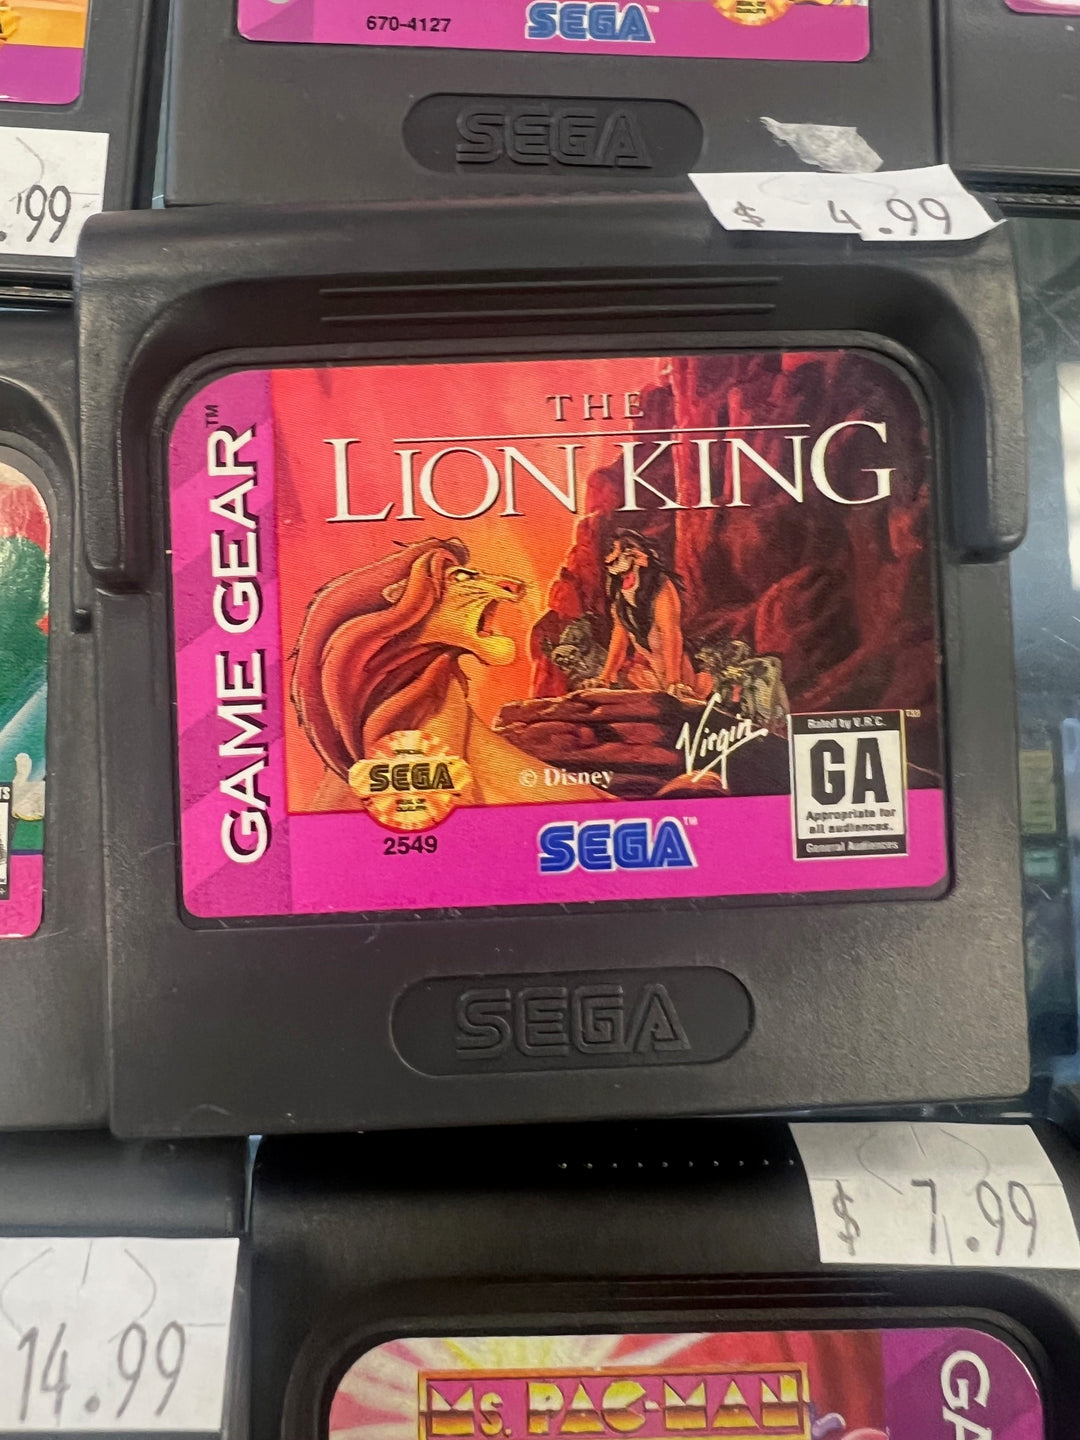 670-4127
SEGA™
SEGA
.99
$ 4.99
THE
LION KING
GAME GEAR™
Virgin
© Disney
SEGA
2549
SEGA™
Rated by V.R.C.
GA
Appropriate for
all audiences.
General Audiences
SEGA
$ 7.99
14.99
MS. PAC-MAN
GA